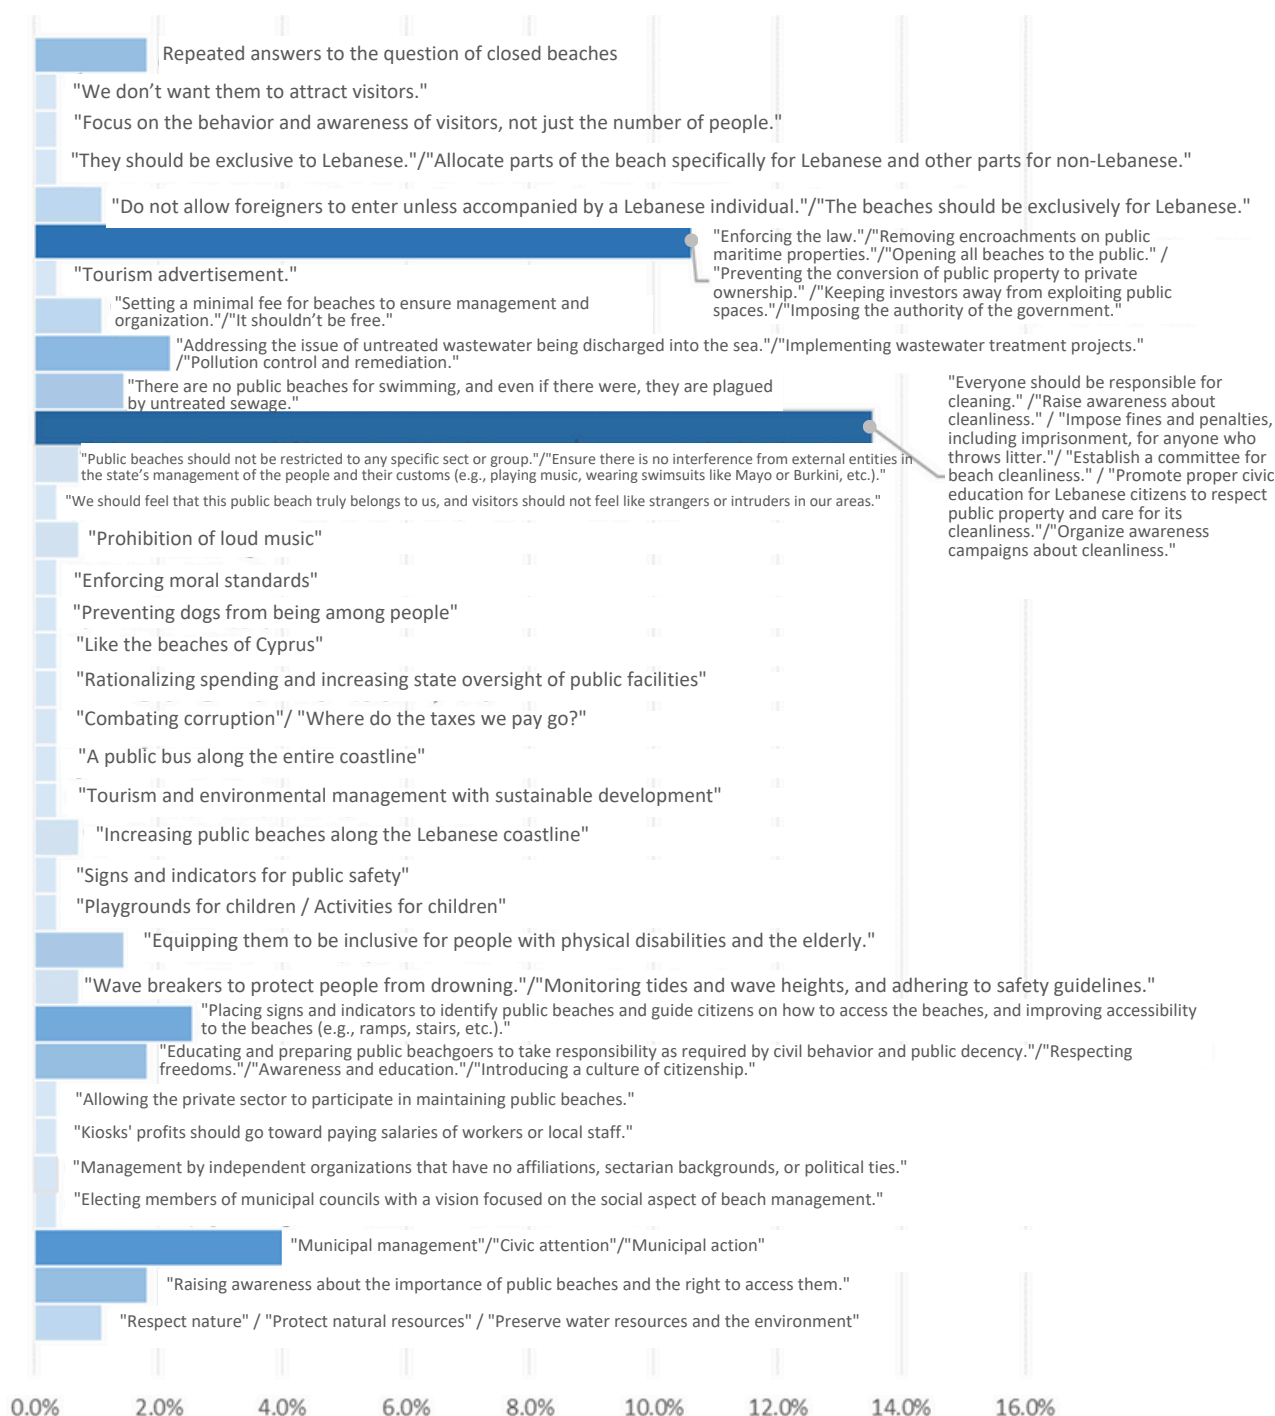 Repeated answers to the question of closed beaches
"We don't want them to attract visitors."
"Focus on the behavior and awareness of visitors, not just the number of people."
"They should be exclusive to Lebanese."/"Allocate parts of the beach specifically for Lebanese and other parts for non-Lebanese."
"Do not allow foreigners to enter unless accompanied by a Lebanese individual."/"The beaches should be exclusively for Lebanese."
"Enforcing the law."/"Removing encroachments on public
maritime properties."/"Opening all beaches to the public." /
"Preventing the conversion of public property to private
ownership." /"Keeping investors away from exploiting public
spaces."/"Imposing the authority of the government."
"Tourism advertisement."
"Setting a minimal fee for beaches to ensure management and
organization."/"It shouldn't be free."
"Addressing the issue of untreated wastewater being discharged into the sea."/"Implementing wastewater treatment projects."
/"Pollution control and remediation."
"There are no public beaches for swimming, and even if there were, they are plagued
by untreated sewage."
"Everyone should be responsible for
cleaning." /"Raise awareness about
cleanliness." / "Impose fines and penalties,
including imprisonment, for anyone who
throws litter."/ "Establish a committee for
beach cleanliness." / "Promote proper civic
education for Lebanese citizens to respect
public property and care for its
cleanliness."/"Organize awareness
campaigns about cleanliness."
"Public beaches should not be restricted to any specific sect or group."/"Ensure there is no interference from external entities in
the state's management of the people and their customs (e.g., playing music, wearing swimsuits like Mayo or Burkini, etc.)."
"We should feel that this public beach truly belongs to us, and visitors should not feel like strangers or intruders in our areas."
"Prohibition of loud music"
"Enforcing moral standards"
"Preventing dogs from being among people"
"Like the beaches of Cyprus"
"Rationalizing spending and increasing state oversight of public facilities"
"Combating corruption"/ "Where do the taxes we pay go?"
"A public bus along the entire coastline"
"Tourism and environmental management with sustainable development"
"Increasing public beaches along the Lebanese coastline"
"Signs and indicators for public safety"
"Playgrounds for children / Activities for children"
"Equipping them to be inclusive for people with physical disabilities and the elderly."
"Wave breakers to protect people from drowning."/"Monitoring tides and wave heights, and adhering to safety guidelines."
"Placing signs and indicators to identify public beaches and guide citizens on how to access the beaches, and improving accessibility
to the beaches (e.g., ramps, stairs, etc.)."
"Educating and preparing public beachgoers to take responsibility as required by civil behavior and public decency."/"Respecting
freedoms."/"Awareness and education."/"Introducing a culture of citizenship."
"Allowing the private sector to participate in maintaining public beaches."
"Kiosks' profits should go toward paying salaries of workers or local staff."
"Management by independent organizations that have no affiliations, sectarian backgrounds, or political ties."
"Electing members of municipal councils with a vision focused on the social aspect of beach management."
"Municipal management"/"Civic attention"/"Municipal action"
"Raising awareness about the importance of public beaches and the right to access them."
"Respect nature" / "Protect natural resources" / "Preserve water resources and the environment"
0.0% 2.0% 4.0% 6.0% 8.0% 10.0% 12.0% 14.0% 16.0%